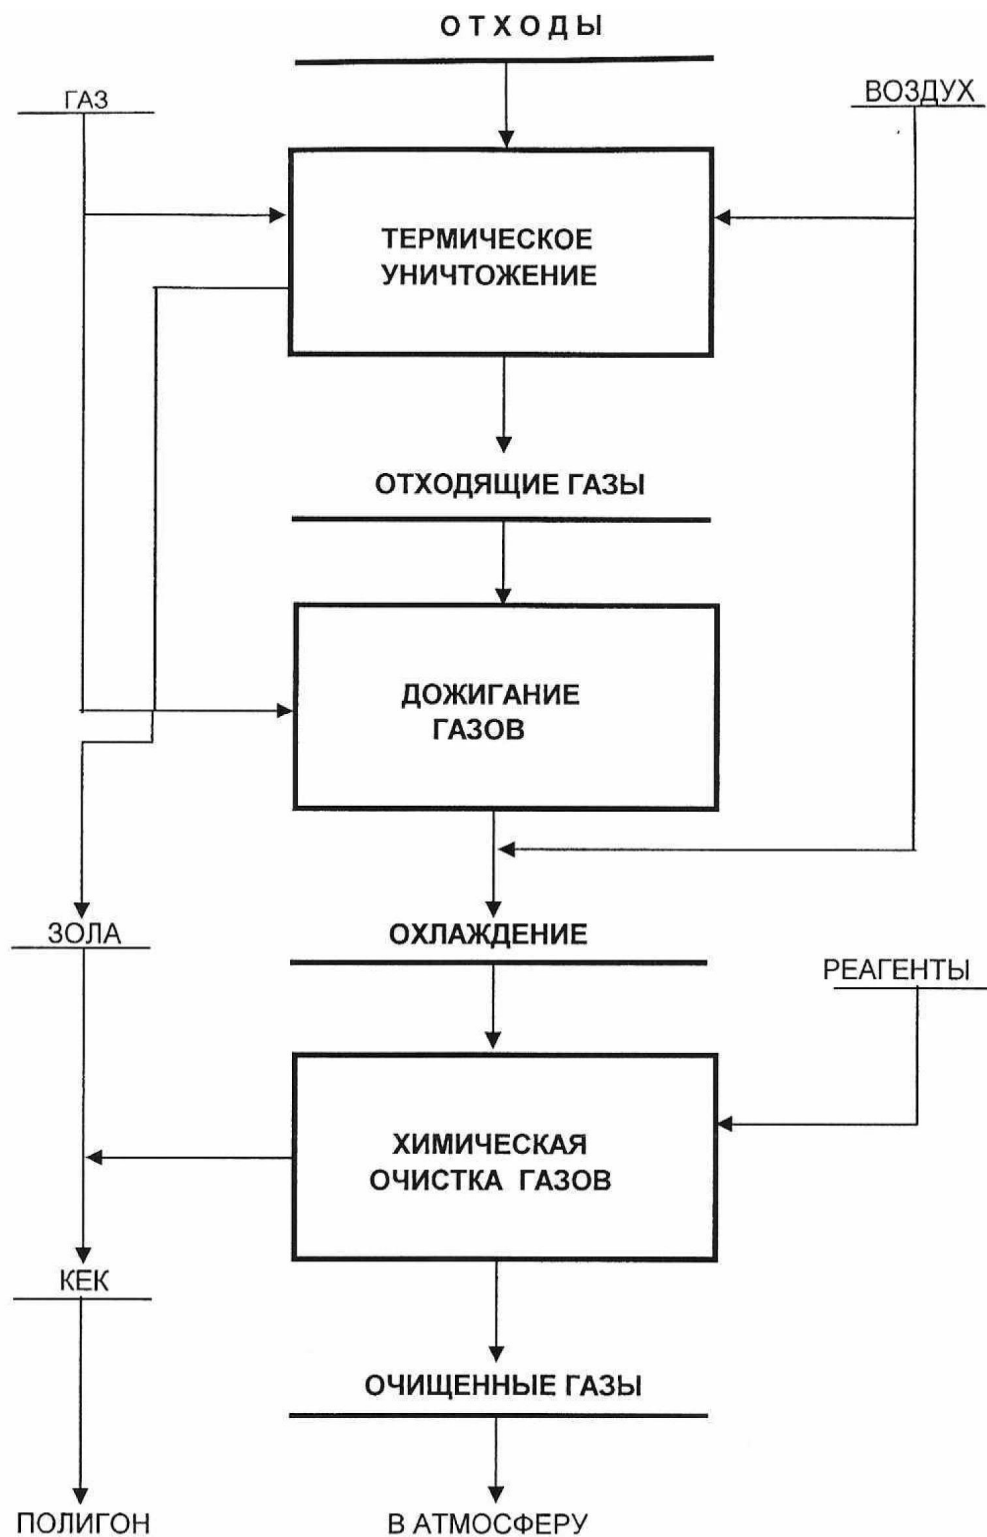 О Т Х О Д Ы
ГАЗ
ВОЗДУХ
ТЕРМИЧЕСКОЕ
УНИЧТОЖЕНИЕ
ОТХОДЯЩИЕ ГАЗЫ
ДОЖИГАНИЕ
ГАЗОВ
ЗОЛА
ОХЛАЖДЕНИЕ
РЕАГЕНТЫ
ХИМИЧЕСКАЯ
ОЧИСТКА ГАЗОВ
КЕК
ОЧИЩЕННЫЕ ГАЗЫ
ПОЛИГОН
В АТМОСФЕРУ